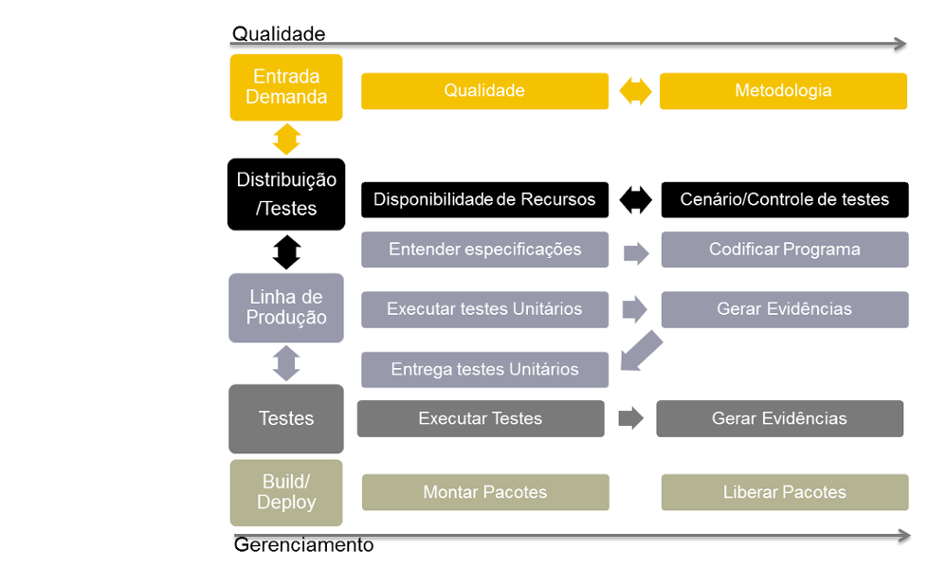 Qualidade
Entrada
Demanda
Qualidade
Metodologia
Distribuição
/Testes
Disponibilidade de Recursos
Cenário/Controle de testes
Entender especificações
Codificar Programa
Linha de
Produção
Executar testes Unitários
Gerar Evidências
Entrega testes Unitários
Testes
Executar Testes
Gerar Evidências
Build/
Deploy
Montar Pacotes
Liberar Pacotes
Gerenciamento